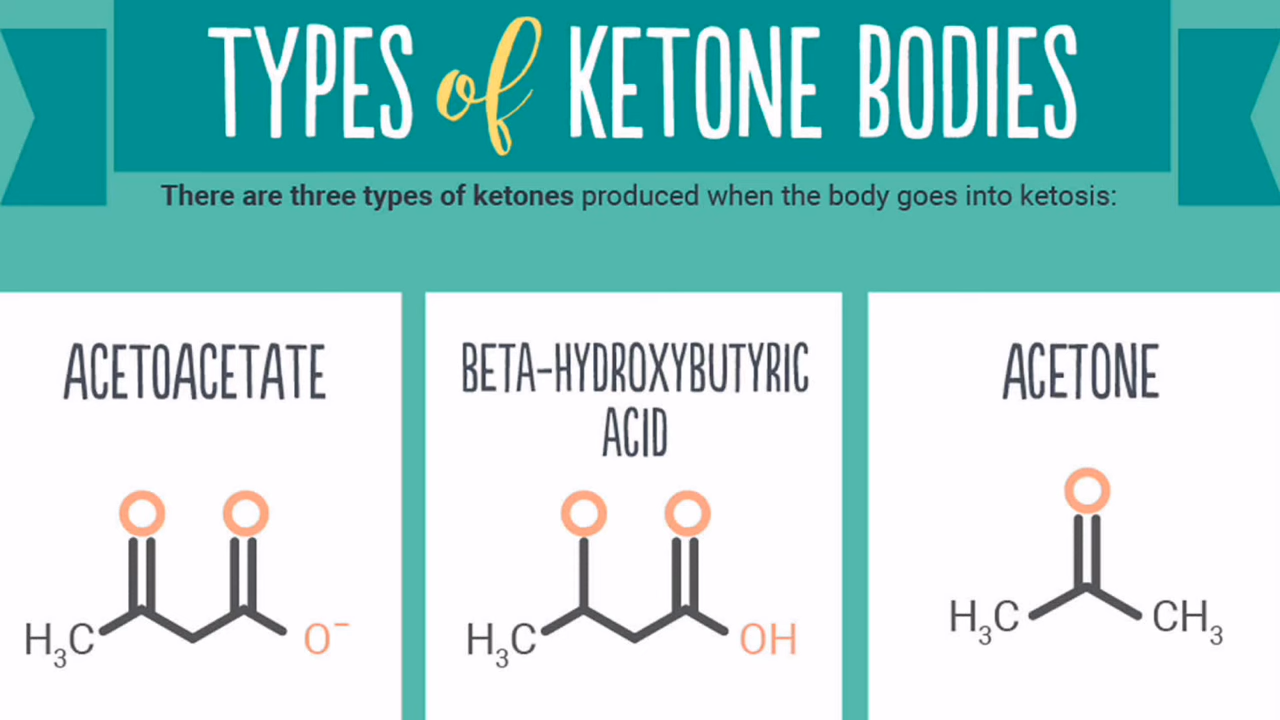 TYPES of KETONE BODIES
There are three types of ketones produced when the body goes into ketosis:
ACETOACETATE
O O
H₃C O⁻
BETA-HYDROXYBUTYRIC
ACID
O O
H₃C OH
ACETONE
O
H₃C CH₃